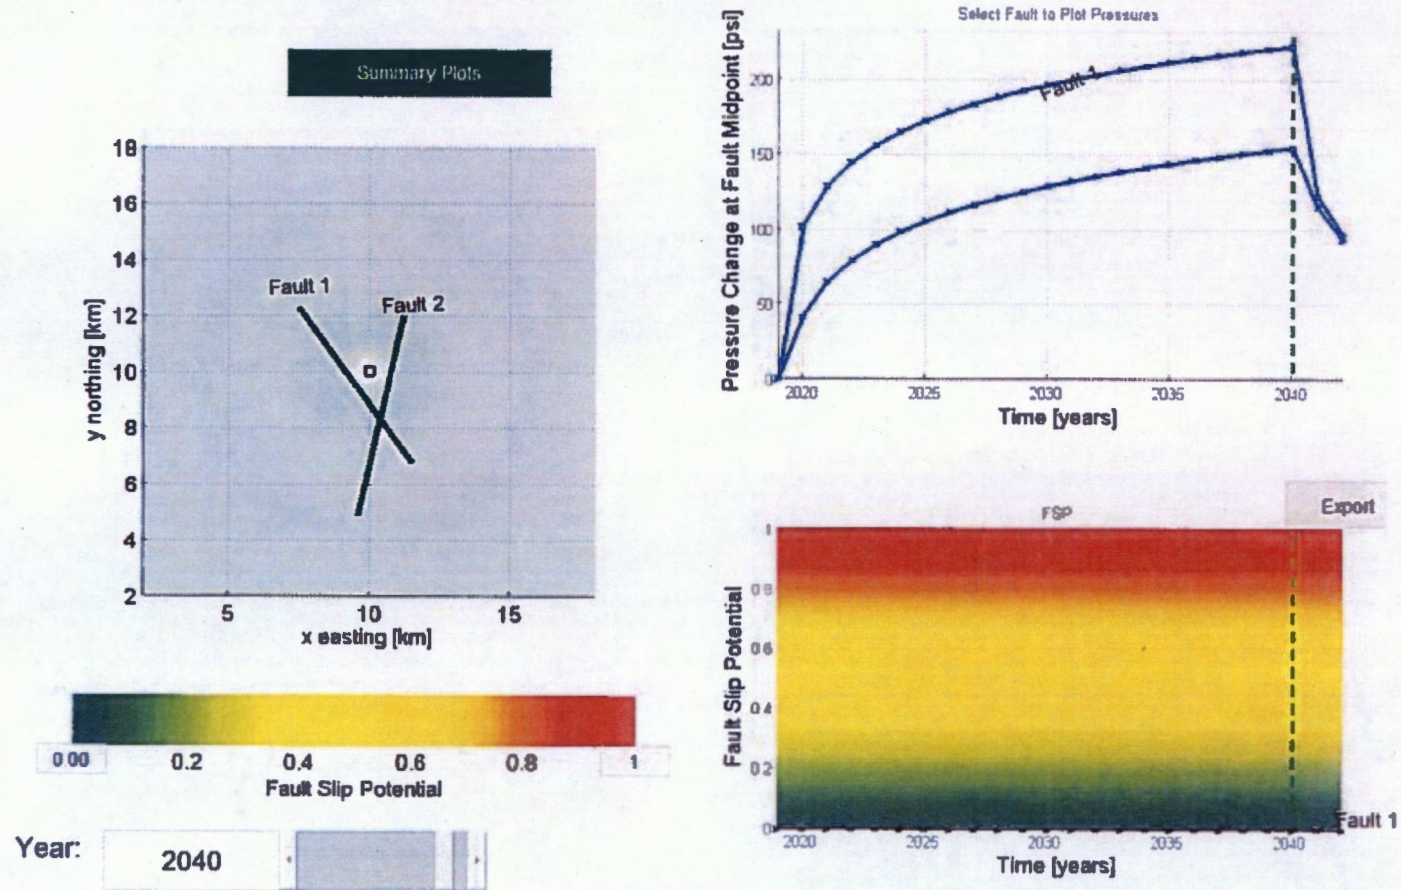 Summary Plots
18
16
14
12
10
8
6
4
2
y northing [km]
Fault 1
Fault 2
5 10 15
x easting [km]
0.00 0.2 0.4 0.6 0.8 1
Fault Slip Potential
Year: 2040
Select Fault to Plot Pressures
Pressure Change at Fault Midpoint [psi]
200
150
100
50
0
Fault 1
2020 2025 2030 2035 2040
Time [years]
Export
FSP
Fault Slip Potential
1
0.8
0.6
0.4
0.2
0
Fault 1
2020 2025 2030 2035 2040
Time [years]